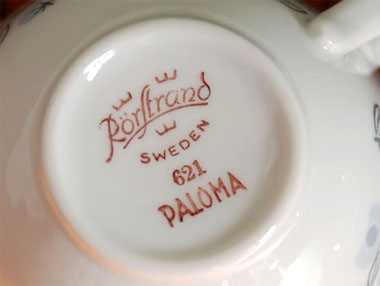 Rörstrand
SWEDEN
621
PALOMA